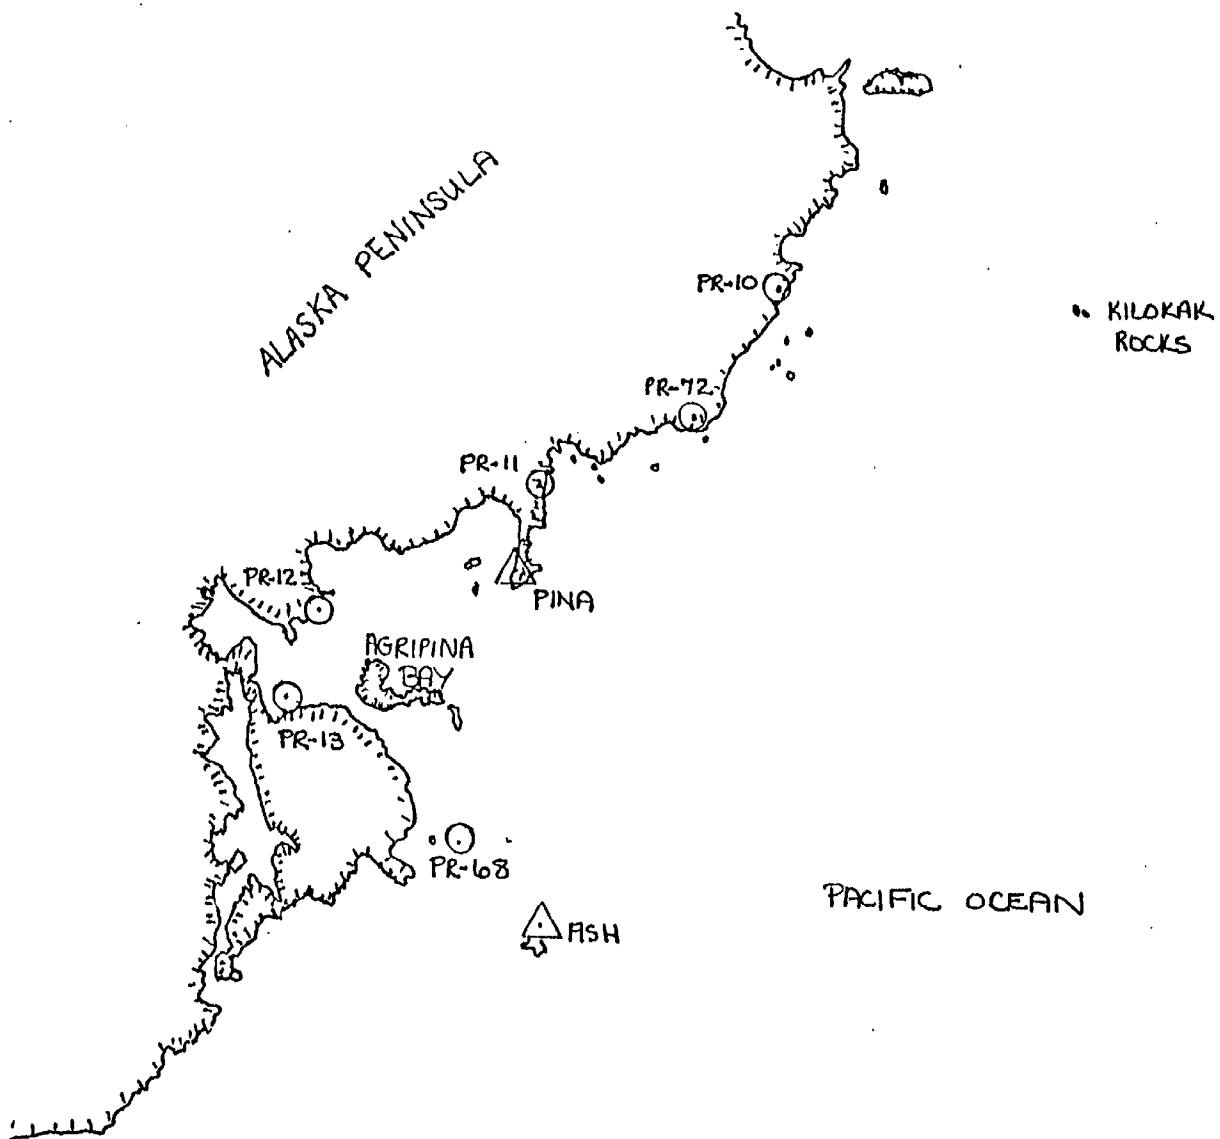 ALASKA PENINSULA
PR-10
KILOKAK
ROCKS
PR-72
PR-11
PR-12
PINA
AGRIPINA
BAY
PR-13
PR-68
PACIFIC OCEAN
ASH